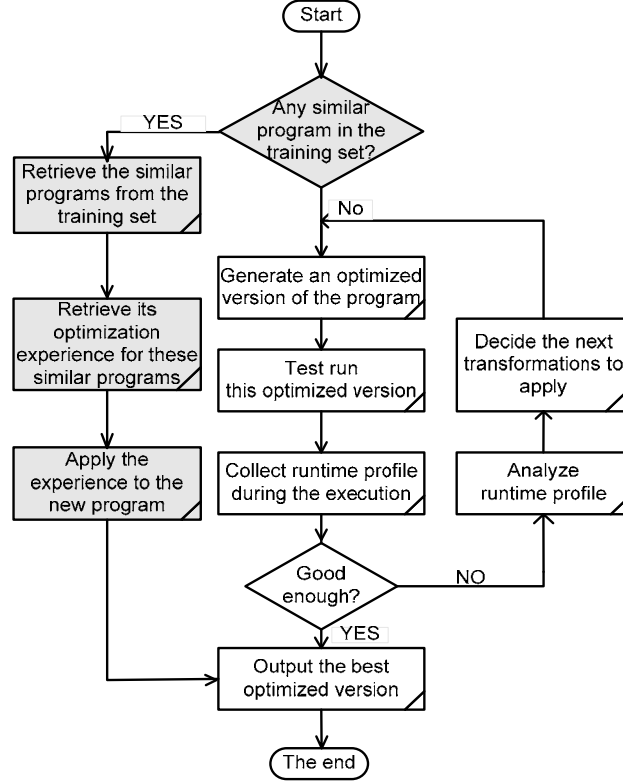 Start
Any similar
program in the
training set?
YES
Retrieve the similar
programs from the
training set
Retrieve its
optimization
experience for these
similar programs
Apply the
experience to the
new program
No
Generate an optimized
version of the program
Test run
this optimized version
Collect runtime profile
during the execution
Good
enough?
NO
Analyze
runtime profile
Decide the next
transformations to
apply
YES
Output the best
optimized version
The end